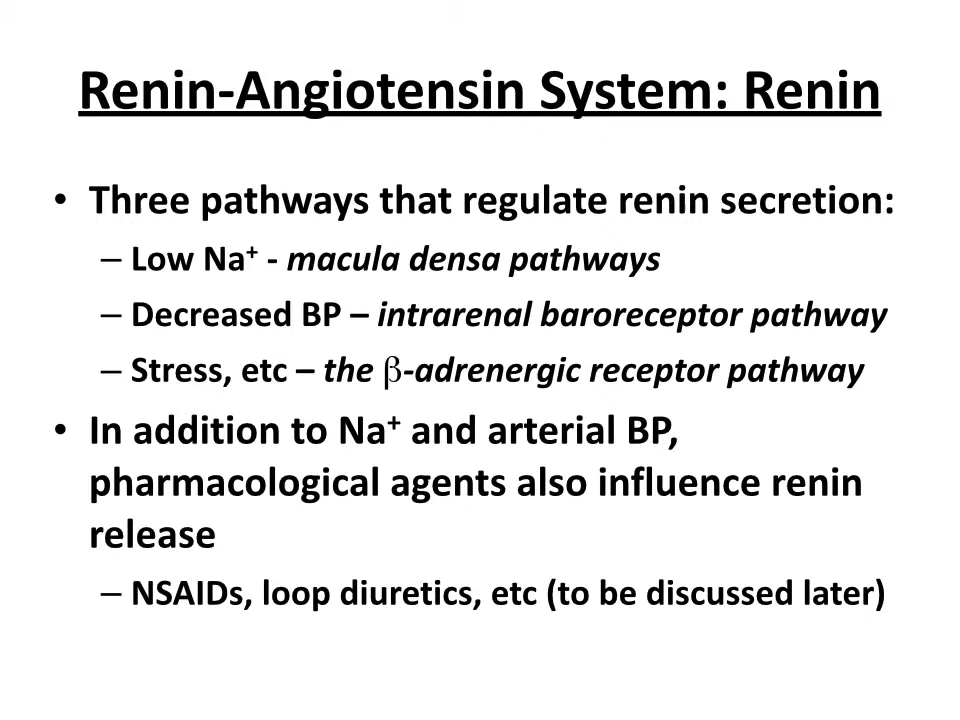 Renin-Angiotensin System: Renin
• Three pathways that regulate renin secretion:
– Low Na⁺ - macula densa pathways
– Decreased BP – intrarenal baroreceptor pathway
– Stress, etc – the β-adrenergic receptor pathway
• In addition to Na⁺ and arterial BP,
pharmacological agents also influence renin
release
– NSAIDs, loop diuretics, etc (to be discussed later)